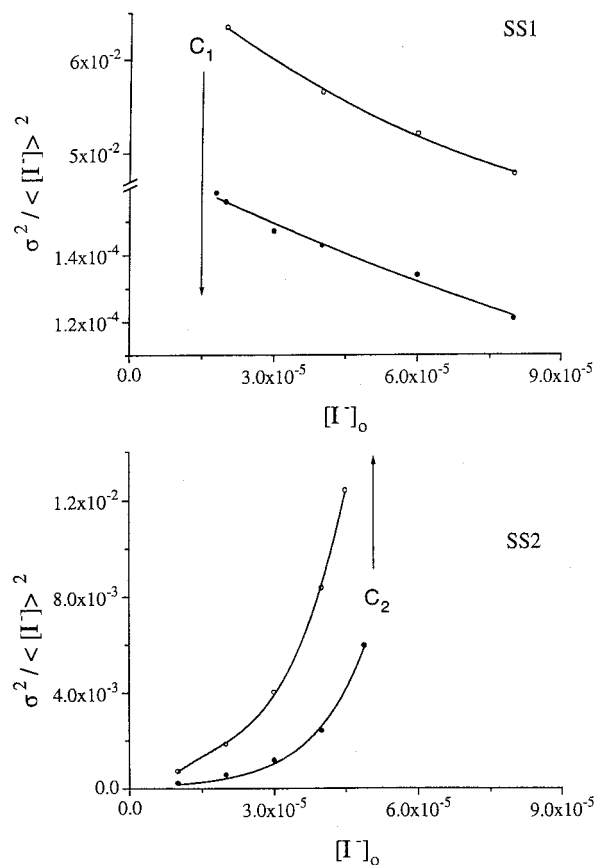 SS1
C₁
6x10⁻²
5x10⁻²
1.4x10⁻⁴
1.2x10⁻⁴
σ² / < [I⁻] > ²
0.0 3.0x10⁻⁵ 6.0x10⁻⁵ 9.0x10⁻⁵
[I⁻]ₒ
SS2
C₂
1.2x10⁻²
8.0x10⁻³
4.0x10⁻³
0.0
σ² / < [I⁻] > ²
0.0 3.0x10⁻⁵ 6.0x10⁻⁵ 9.0x10⁻⁵
[I⁻]ₒ